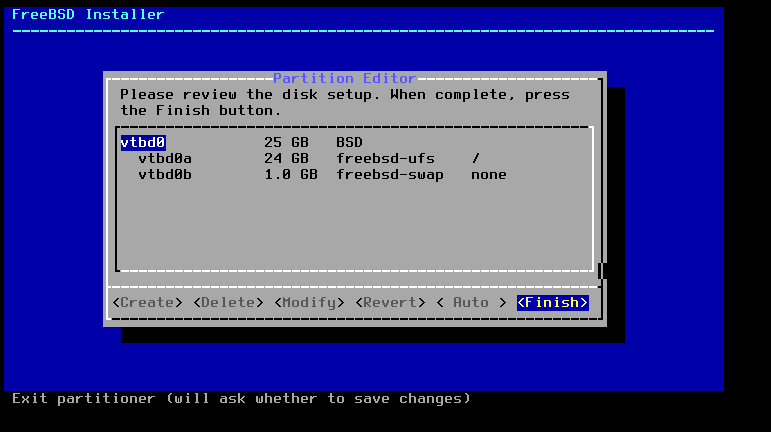 FreeBSD Installer
Partition Editor
Please review the disk setup. When complete, press
the Finish button.
vtbd0 25 GB BSD
vtbd0a 24 GB freebsd-ufs /
vtbd0b 1.0 GB freebsd-swap none
<Create> <Delete> <Modify> <Revert> < Auto > <Finish>
Exit partitioner (will ask whether to save changes)